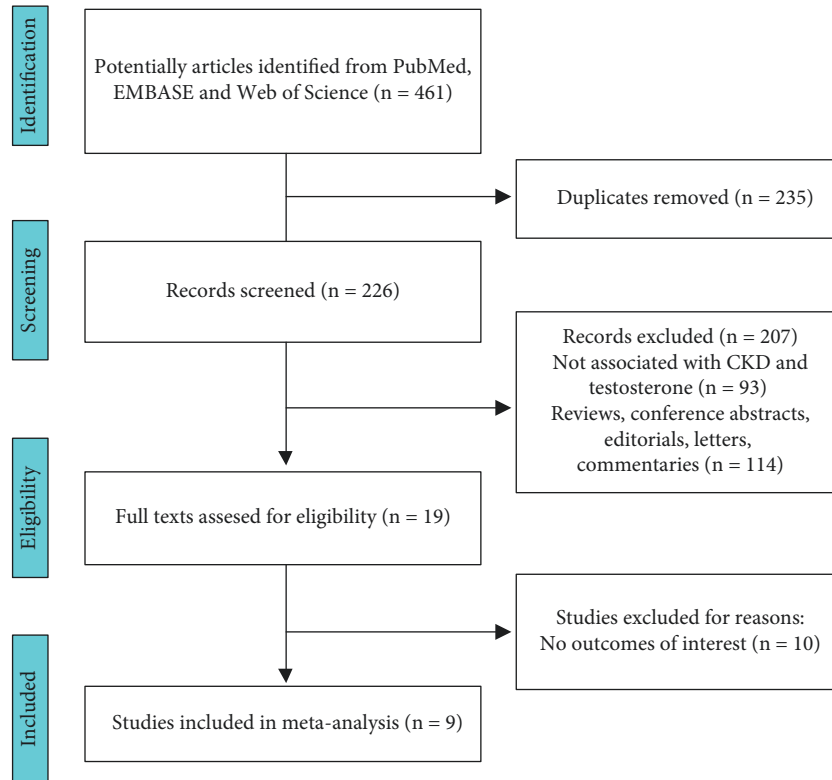 Identification
Potentially articles identified from PubMed,
EMBASE and Web of Science (n = 461)
Duplicates removed (n = 235)
Screening
Records screened (n = 226)
Records excluded (n = 207)
Not associated with CKD and
testosterone (n = 93)
Reviews, conference abstracts,
editorials, letters,
commentaries (n = 114)
Eligibility
Full texts assesed for eligibility (n = 19)
Studies excluded for reasons:
No outcomes of interest (n = 10)
Included
Studies included in meta-analysis (n = 9)